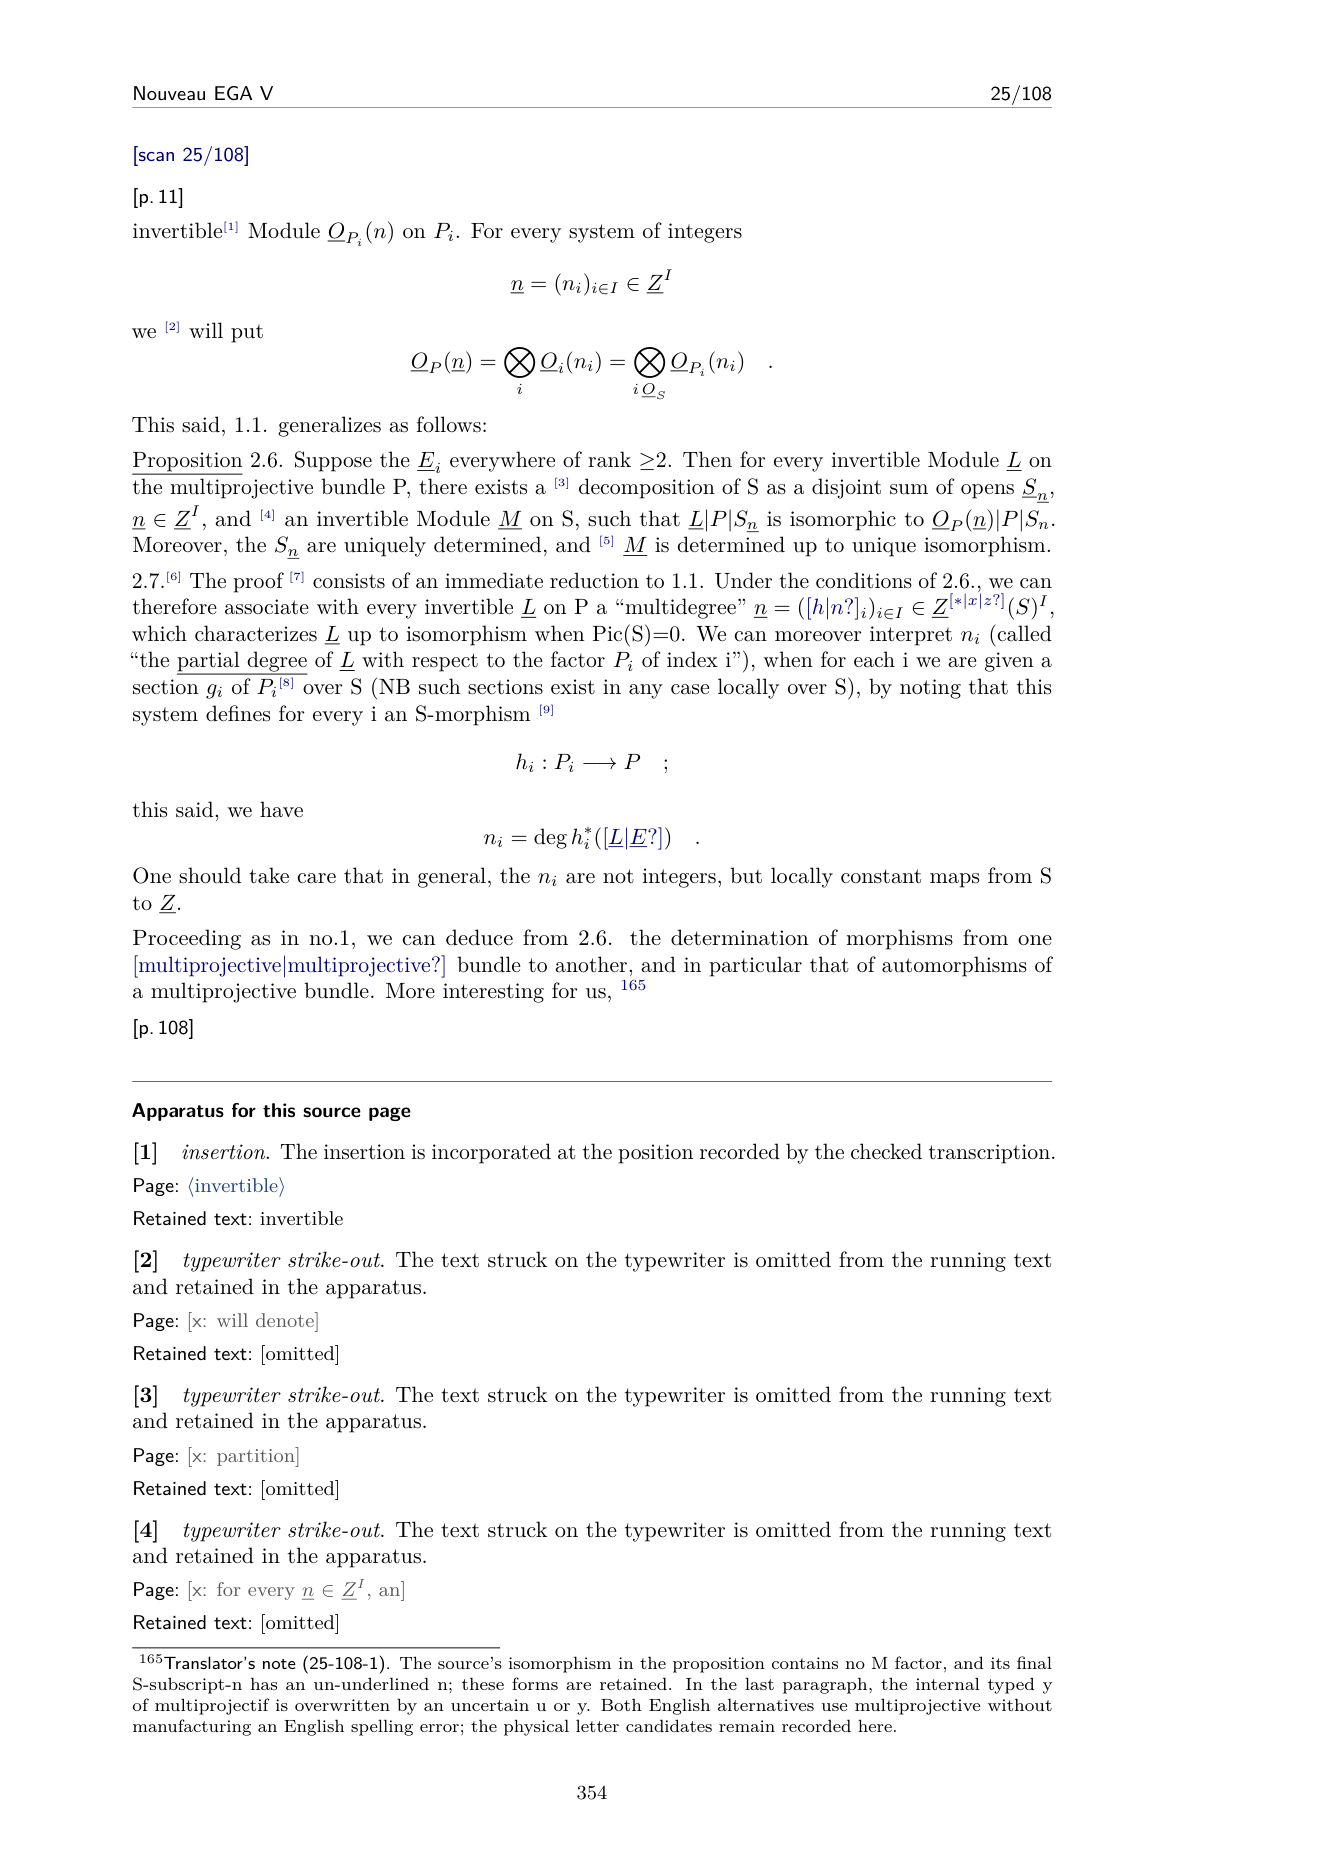 Nouveau EGA V 25/108
[scan 25/108]
[p. 11]
invertible[1] Module O_{P_i}(n) on P_i. For every system of integers
n = (n_i)_{i∈I} ∈ Z^I
we [2] will put
O_P(n) = ⨂_i O_i(n_i) = ⨂_{i O_S} O_{P_i}(n_i) .
This said, 1.1. generalizes as follows:
Proposition 2.6. Suppose the E_i everywhere of rank ≥2. Then for every invertible Module L on
the multiprojective bundle P, there exists a [3] decomposition of S as a disjoint sum of opens S_n,
n ∈ Z^I, and [4] an invertible Module M on S, such that L|P|S_n is isomorphic to O_P(n)|P|S_n.
Moreover, the S_n are uniquely determined, and [5] M is determined up to unique isomorphism.
2.7.[6] The proof [7] consists of an immediate reduction to 1.1. Under the conditions of 2.6., we can
therefore associate with every invertible L on P a “multidegree” n = ([h|n?]_i)_{i∈I} ∈ Z^{[∗|x|z?]}(S)^I,
which characterizes L up to isomorphism when Pic(S)=0. We can moreover interpret n_i (called
“the partial degree of L with respect to the factor P_i of index i”), when for each i we are given a
section g_i of P_i[8] over S (NB such sections exist in any case locally over S), by noting that this
system defines for every i an S-morphism [9]
h_i : P_i ⟶ P ;
this said, we have
n_i = deg h_i^*([L|E?]) .
One should take care that in general, the n_i are not integers, but locally constant maps from S
to Z.
Proceeding as in no.1, we can deduce from 2.6. the determination of morphisms from one
[multiprojective|multiprojective?] bundle to another, and in particular that of automorphisms of
a multiprojective bundle. More interesting for us, 165
[p. 108]
Apparatus for this source page
[1] insertion. The insertion is incorporated at the position recorded by the checked transcription.
Page: ⟨invertible⟩
Retained text: invertible
[2] typewriter strike-out. The text struck on the typewriter is omitted from the running text
and retained in the apparatus.
Page: [x: will denote]
Retained text: [omitted]
[3] typewriter strike-out. The text struck on the typewriter is omitted from the running text
and retained in the apparatus.
Page: [x: partition]
Retained text: [omitted]
[4] typewriter strike-out. The text struck on the typewriter is omitted from the running text
and retained in the apparatus.
Page: [x: for every n ∈ Z^I, an]
Retained text: [omitted]
165Translator’s note (25-108-1). The source’s isomorphism in the proposition contains no M factor, and its final
S-subscript-n has an un-underlined n; these forms are retained. In the last paragraph, the internal typed y
of multiprojectif is overwritten by an uncertain u or y. Both English alternatives use multiprojective without
manufacturing an English spelling error; the physical letter candidates remain recorded here.
354